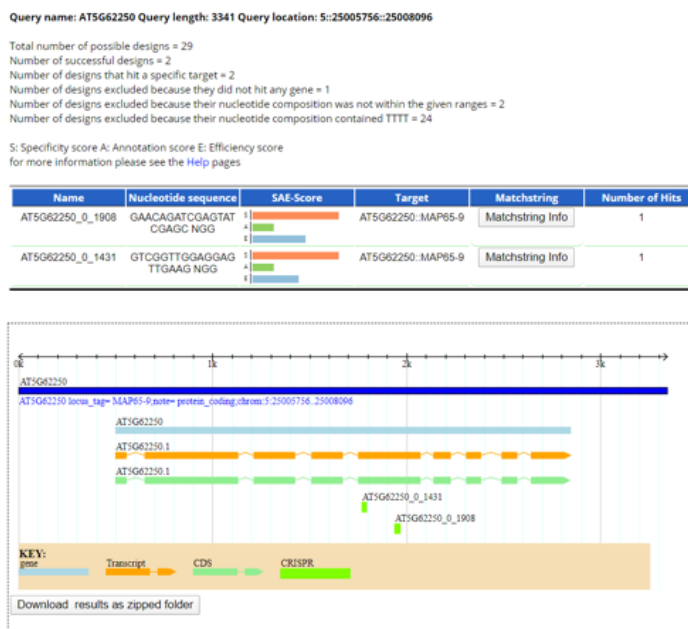 Query name: AT5G62250 Query length: 3341 Query location: 5::25005756::25008096
Total number of possible designs = 29
Number of successful designs = 2
Number of designs that hit a specific target = 2
Number of designs excluded because they did not hit any gene = 1
Number of designs excluded because their nucleotide composition was not within the given ranges = 2
Number of designs excluded because their nucleotide composition contained TTTT = 24
S: Specificity score A: Annotation score E: Efficiency score
for more information please see the Help pages
Name Nucleotide sequence SAE-Score Target Matchstring Number of Hits
AT5G62250_0_1908 GAACAGATCGAGTAT S AT5G62250::MAP65-9 Matchstring Info 1
CGAGC NGG A
E
AT5G62250_0_1431 GTCGGTTGGAGGAG S AT5G62250::MAP65-9 Matchstring Info 1
TTGAAG NGG A
E
0k 1k 2k 3k
AT5G62250
AT5G62250 locus_tag= MAP65-9;note= protein_coding;chrom:5:25005756..25008096
AT5G62250
AT5G62250.1
AT5G62250.1
AT5G62250_0_1431
AT5G62250_0_1908
KEY:
gene Transcript CDS CRISPR
Download results as zipped folder